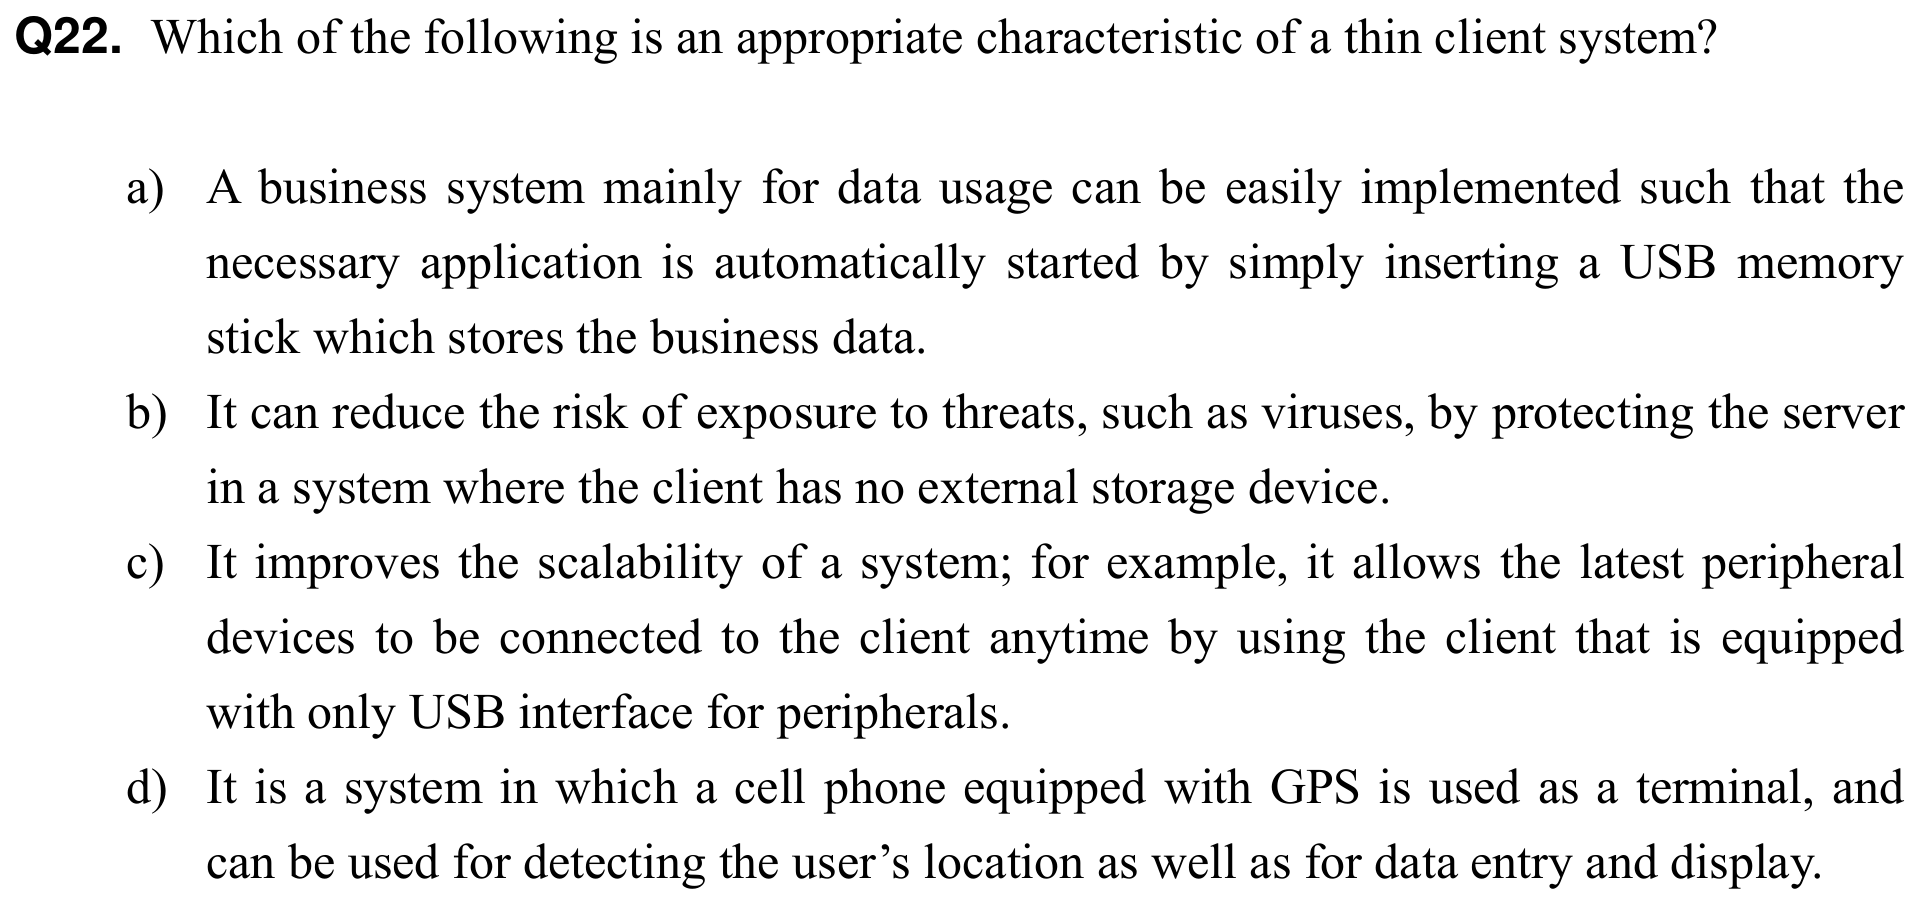 Q22. Which of the following is an appropriate characteristic of a thin client system?
a) A business system mainly for data usage can be easily implemented such that the
necessary application is automatically started by simply inserting a USB memory
stick which stores the business data.
b) It can reduce the risk of exposure to threats, such as viruses, by protecting the server
in a system where the client has no external storage device.
c) It improves the scalability of a system; for example, it allows the latest peripheral
devices to be connected to the client anytime by using the client that is equipped
with only USB interface for peripherals.
d) It is a system in which a cell phone equipped with GPS is used as a terminal, and
can be used for detecting the user’s location as well as for data entry and display.